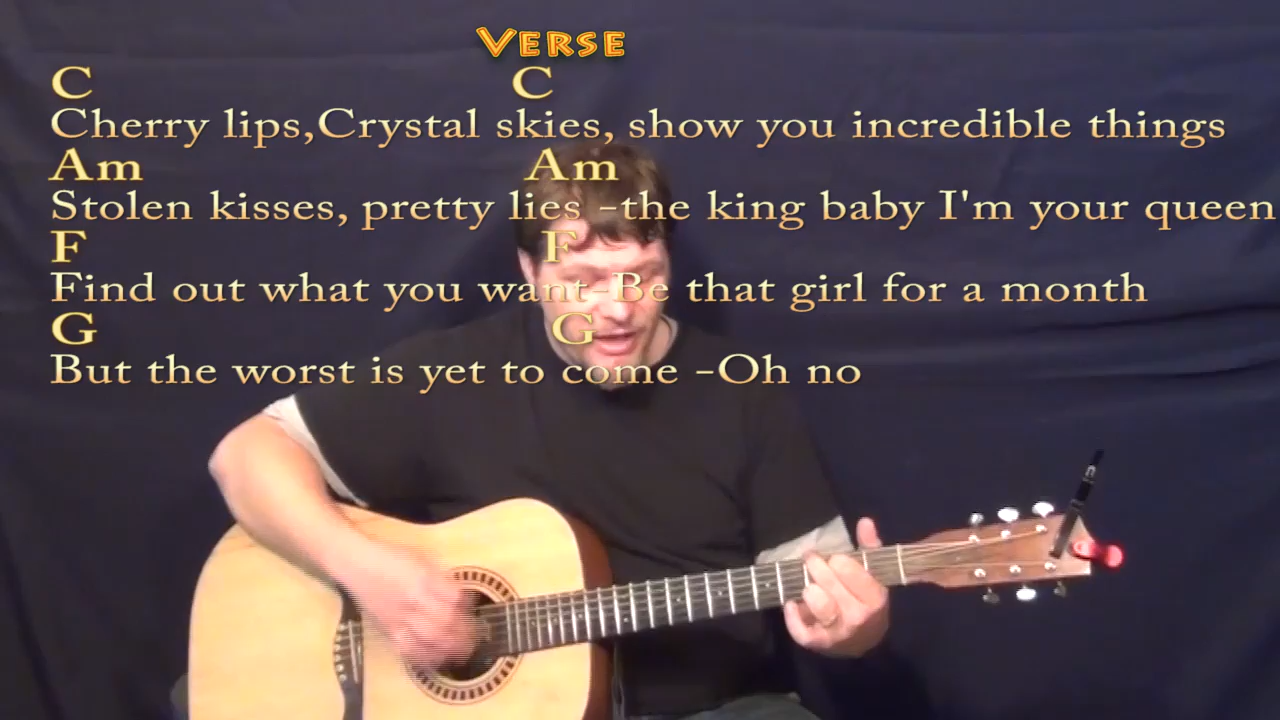 VERSE
C C
Cherry lips,Crystal skies, show you incredible things
Am Am
Stolen kisses, pretty lies -the king baby I'm your queen
F F
Find out what you want-Be that girl for a month
G G
But the worst is yet to come -Oh no